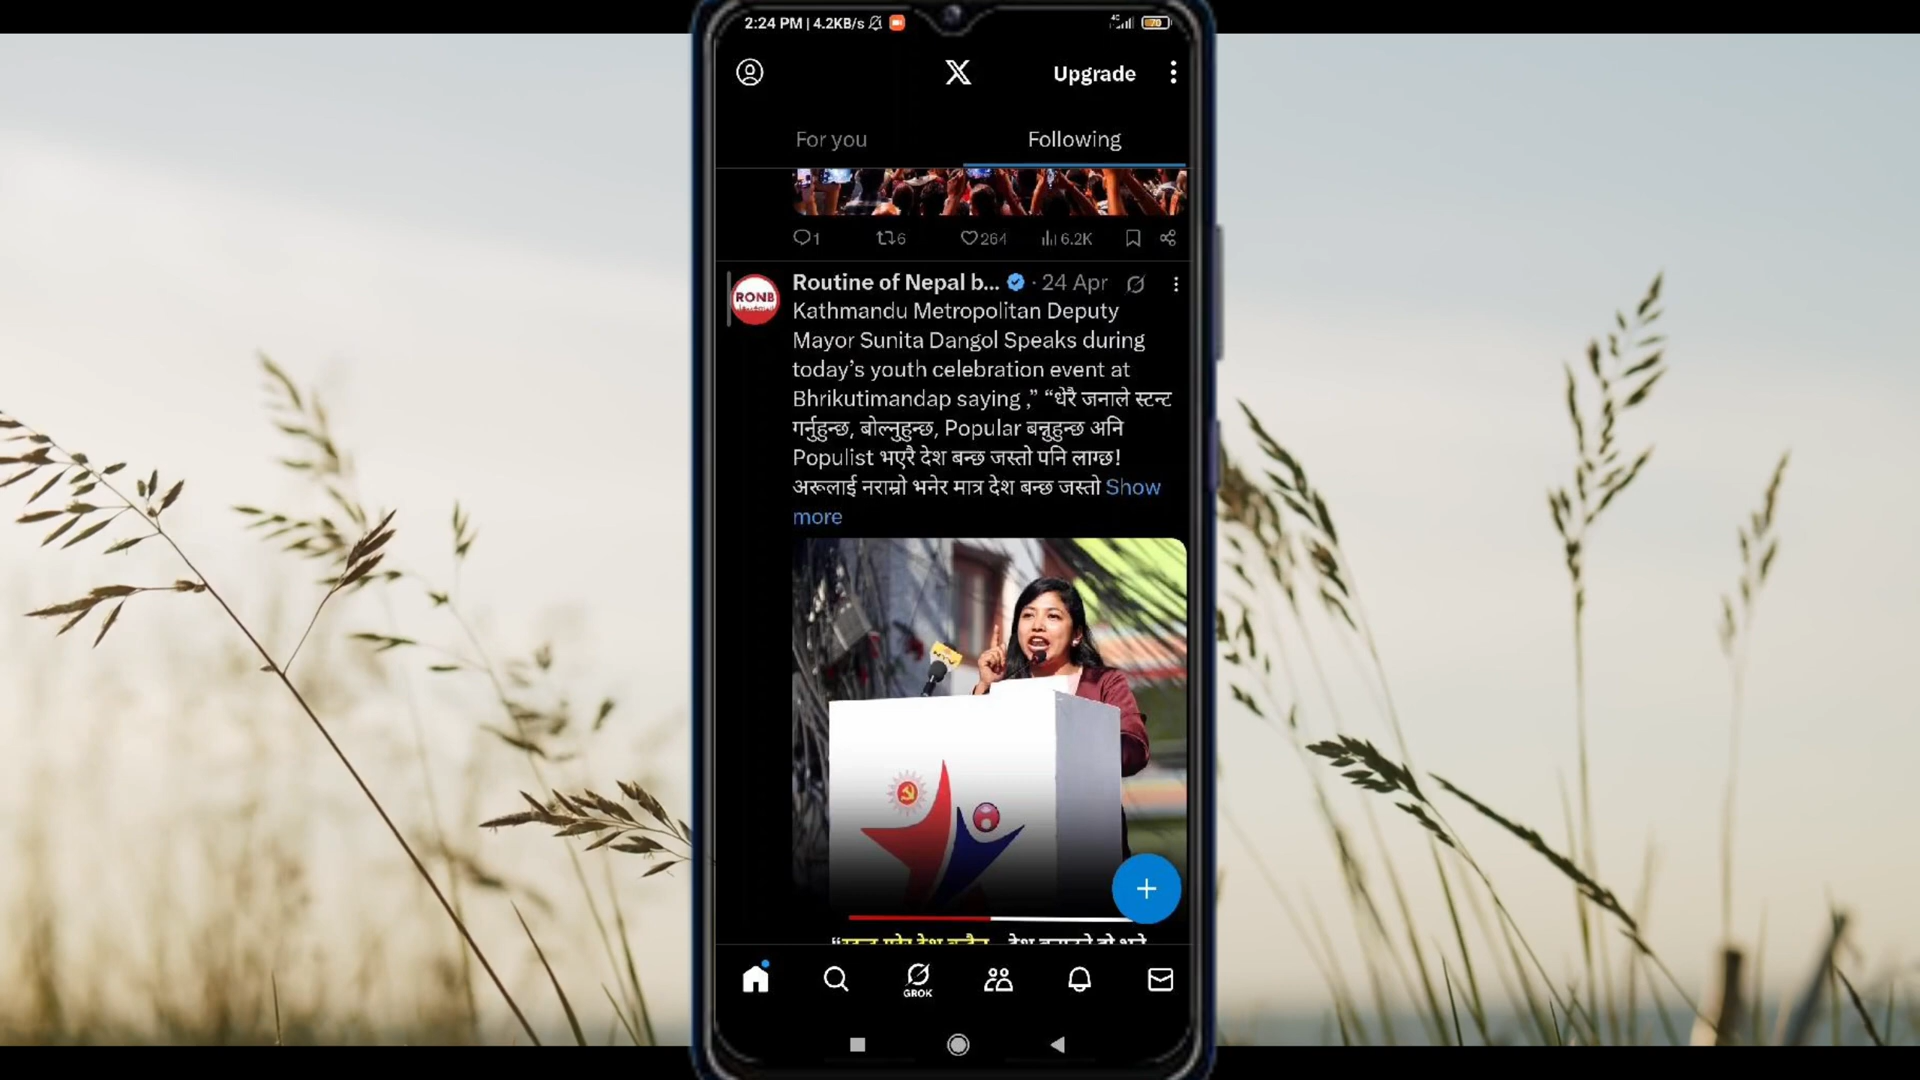 2:24 PM | 4.2KB/s
4G
70
X
Upgrade
For you
Following
1
6
264
6.2K
RONB
Routine of Nepal b... · 24 Apr
Kathmandu Metropolitan Deputy
Mayor Sunita Dangol Speaks during
today’s youth celebration event at
Bhrikutimandap saying ,” “धेरै जनाले स्टन्ट
गर्नुहुन्छ, बोल्नुहुन्छ, Popular बन्नुहुन्छ अनि
Populist भएरै देश बन्छ जस्तो पनि लाग्छ!
अरूलाई नराम्रो भनेर मात्र देश बन्छ जस्तो Show
more
GROK